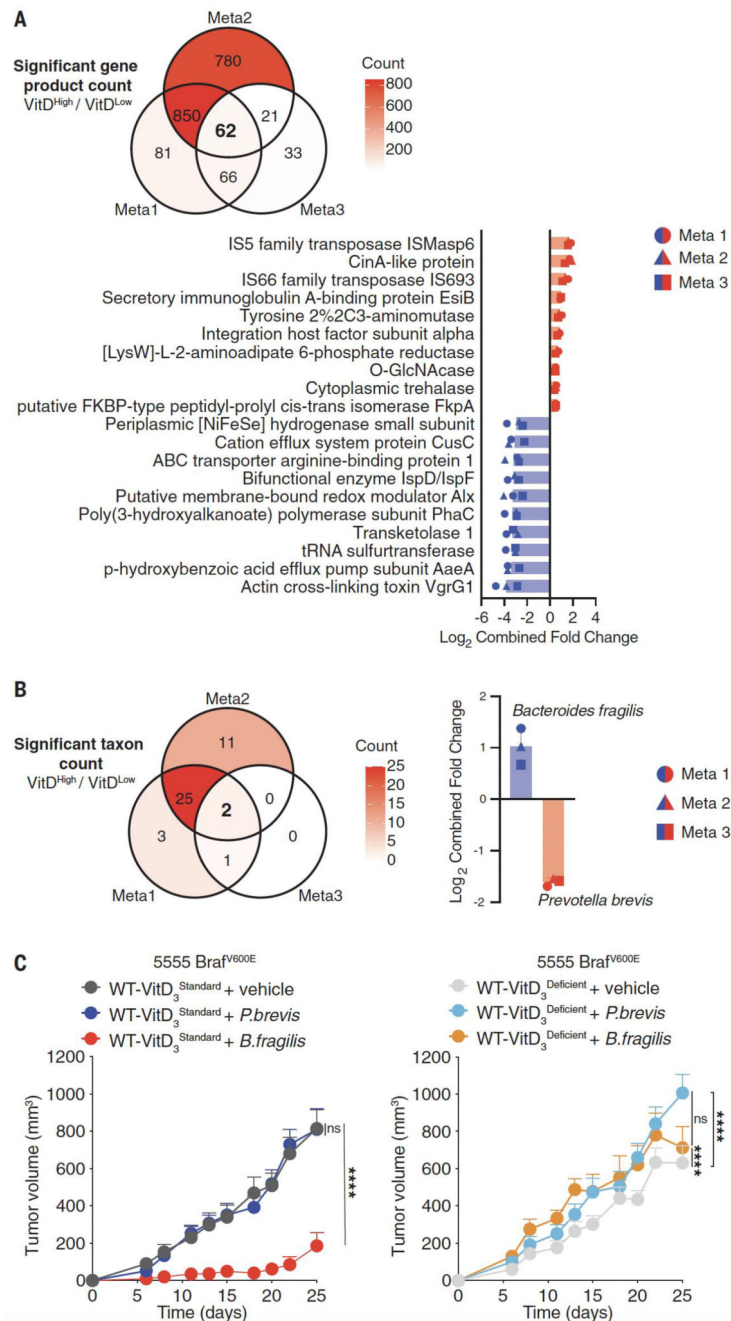 A
Meta2
Significant gene
product count
VitD^High / VitD^Low
780
850
62
21
81
66
33
Meta1
Meta3
Count
800
600
400
200
IS5 family transposase ISMasp6
CinA-like protein
IS66 family transposase IS693
Secretory immunoglobulin A-binding protein EsiB
Tyrosine 2%2C3-aminomutase
Integration host factor subunit alpha
[LysW]-L-2-aminoadipate 6-phosphate reductase
O-GlcNAcase
Cytoplasmic trehalase
putative FKBP-type peptidyl-prolyl cis-trans isomerase FkpA
Periplasmic [NiFeSe] hydrogenase small subunit
Cation efflux system protein CusC
ABC transporter arginine-binding protein 1
Bifunctional enzyme IspD/IspF
Putative membrane-bound redox modulator Alx
Poly(3-hydroxyalkanoate) polymerase subunit PhaC
Transketolase 1
tRNA sulfurtransferase
p-hydroxybenzoic acid efflux pump subunit AaeA
Actin cross-linking toxin VgrG1
-6 -4 -2 0 2 4
Log2 Combined Fold Change
Meta 1
Meta 2
Meta 3
B
Meta2
Significant taxon
count
VitD^High / VitD^Low
11
25
2
0
3
1
0
Meta1
Meta3
Count
25
20
15
10
5
0
Log2 Combined Fold Change
2
1
0
-1
-2
Bacteroides fragilis
Prevotella brevis
Meta 1
Meta 2
Meta 3
C
5555 Braf^V600E
WT-VitD3^Standard + vehicle
WT-VitD3^Standard + P.brevis
WT-VitD3^Standard + B.fragilis
Tumor volume (mm³)
1200
1000
800
600
400
200
0
0 5 10 15 20 25
Time (days)
ns
****
5555 Braf^V600E
WT-VitD3^Deficient + vehicle
WT-VitD3^Deficient + P.brevis
WT-VitD3^Deficient + B.fragilis
Tumor volume (mm³)
1200
1000
800
600
400
200
0
0 5 10 15 20 25
Time (days)
ns
****
****